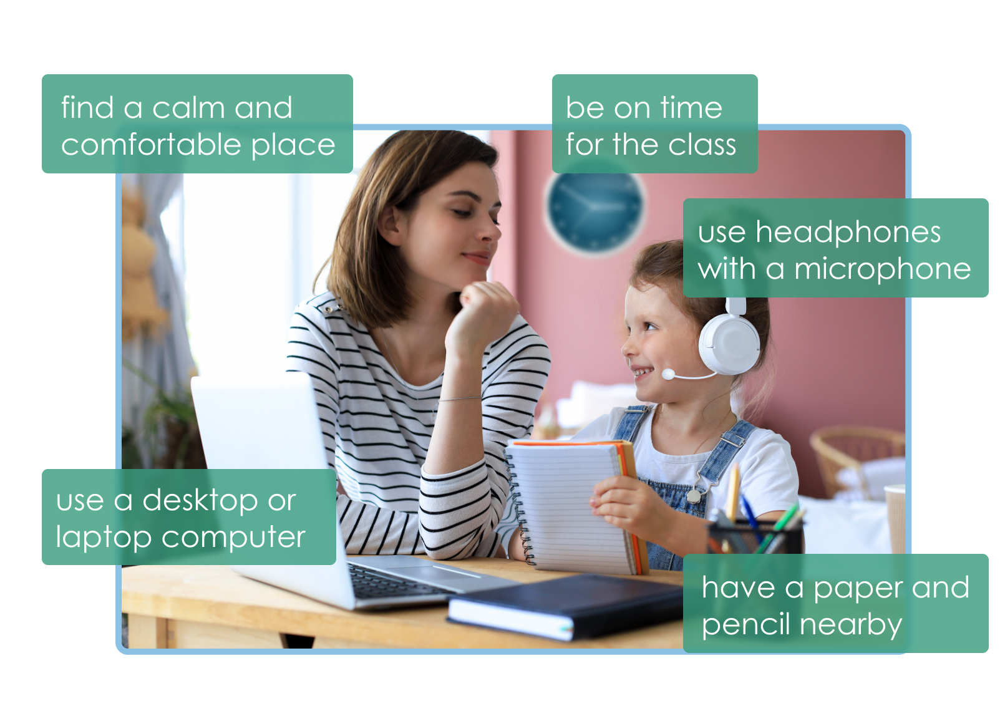 find a calm and
comfortable place
be on time
for the class
use headphones
with a microphone
use a desktop or
laptop computer
have a paper and
pencil nearby